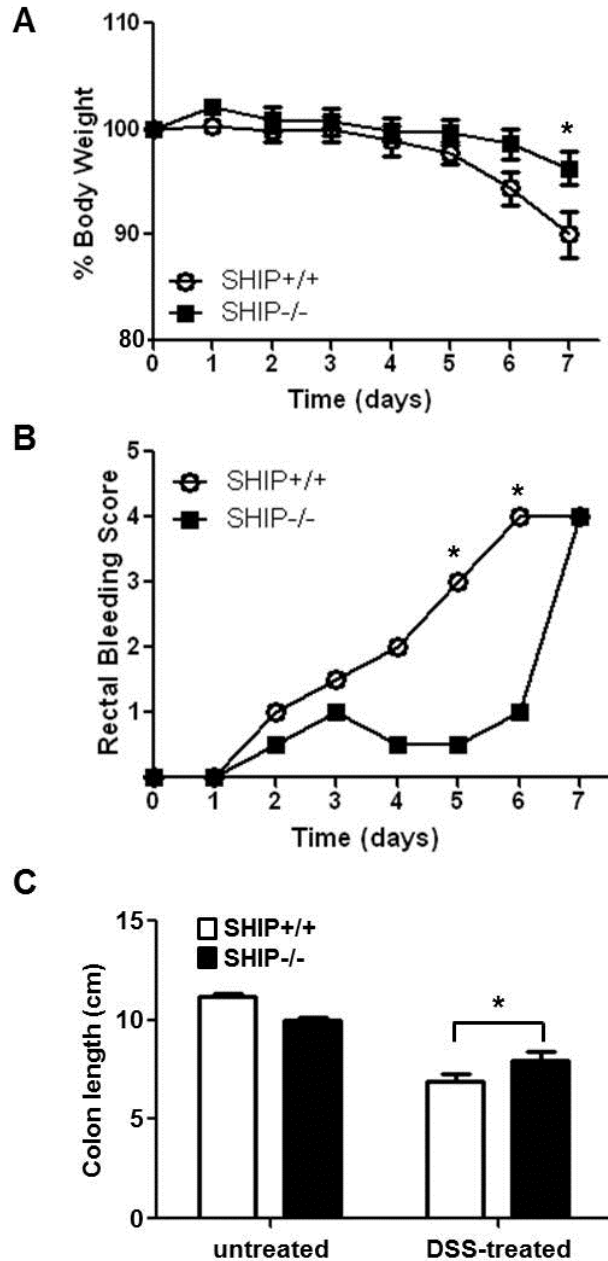 A
110
100
90
80
% Body Weight
*
SHIP+/+
SHIP-/-
0 1 2 3 4 5 6 7
Time (days)
B
5
4
3
2
1
Rectal Bleeding Score
SHIP+/+
SHIP-/-
*
*
0 1 2 3 4 5 6 7
Time (days)
C
15
10
5
0
Colon length (cm)
SHIP+/+
SHIP-/-
*
untreated DSS-treated